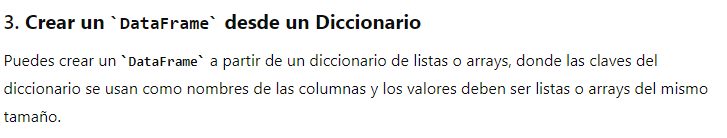 3. Crear un `DataFrame` desde un Diccionario
Puedes crear un `DataFrame` a partir de un diccionario de listas o arrays, donde las claves del
diccionario se usan como nombres de las columnas y los valores deben ser listas o arrays del mismo
tamaño.